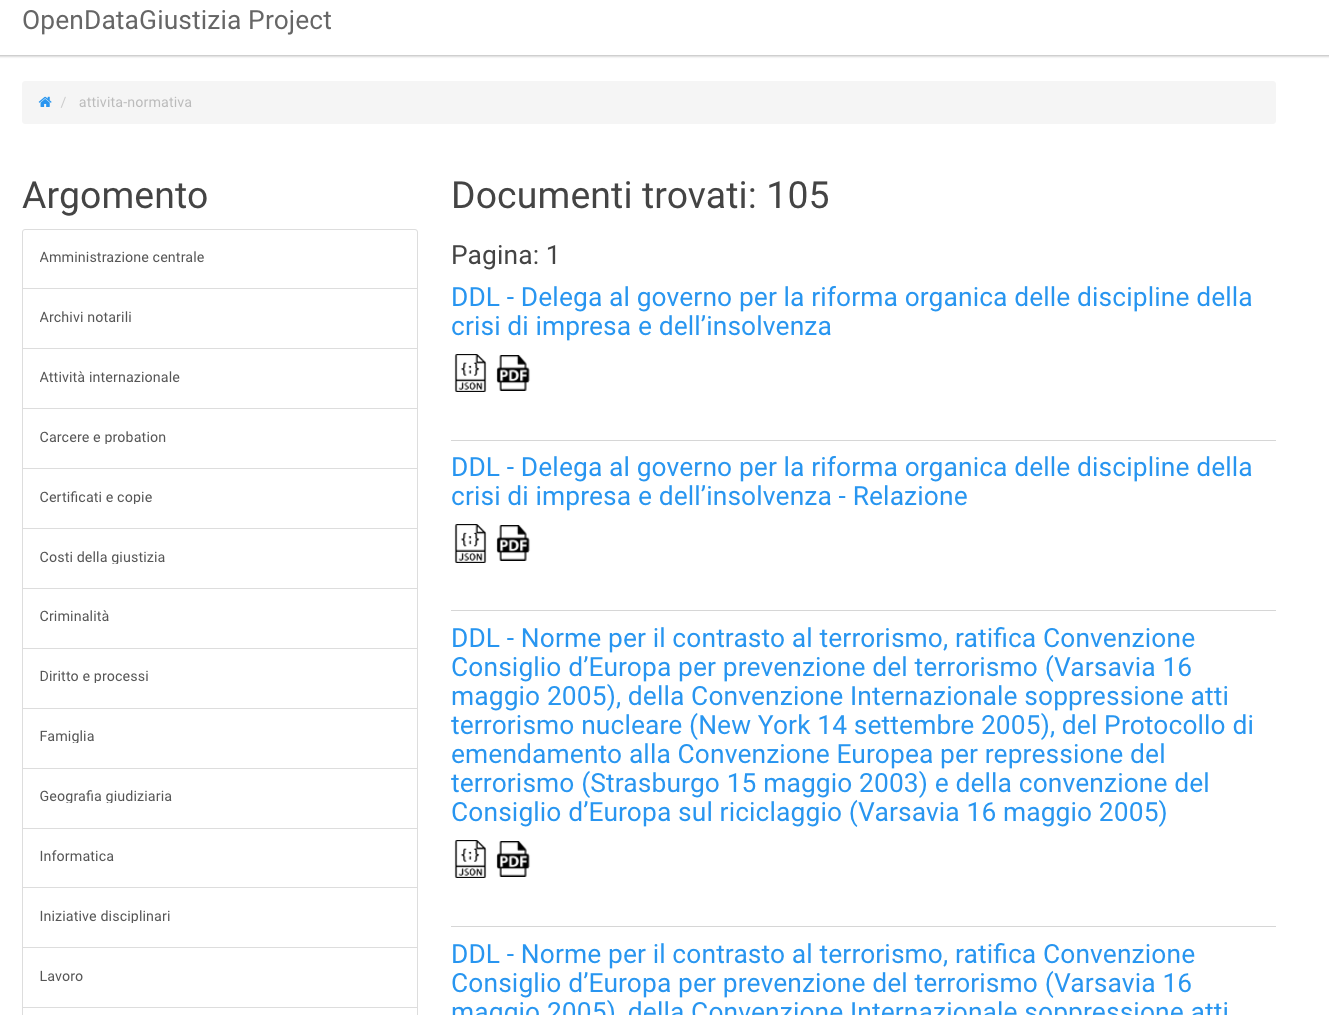 OpenDataGiustizia Project
/ attivita-normativa
Argomento
Amministrazione centrale
Archivi notarili
Attività internazionale
Carcere e probation
Certificati e copie
Costi della giustizia
Criminalità
Diritto e processi
Famiglia
Geografia giudiziaria
Informatica
Iniziative disciplinari
Lavoro
Documenti trovati: 105
Pagina: 1
DDL - Delega al governo per la riforma organica delle discipline della
crisi di impresa e dell’insolvenza
{;} JSON PDF
DDL - Delega al governo per la riforma organica delle discipline della
crisi di impresa e dell’insolvenza - Relazione
{;} JSON PDF
DDL - Norme per il contrasto al terrorismo, ratifica Convenzione
Consiglio d’Europa per prevenzione del terrorismo (Varsavia 16
maggio 2005), della Convenzione Internazionale soppressione atti
terrorismo nucleare (New York 14 settembre 2005), del Protocollo di
emendamento alla Convenzione Europea per repressione del
terrorismo (Strasburgo 15 maggio 2003) e della convenzione del
Consiglio d’Europa sul riciclaggio (Varsavia 16 maggio 2005)
{;} JSON PDF
DDL - Norme per il contrasto al terrorismo, ratifica Convenzione
Consiglio d’Europa per prevenzione del terrorismo (Varsavia 16
maggio 2005), della Convenzione Internazionale soppressione atti